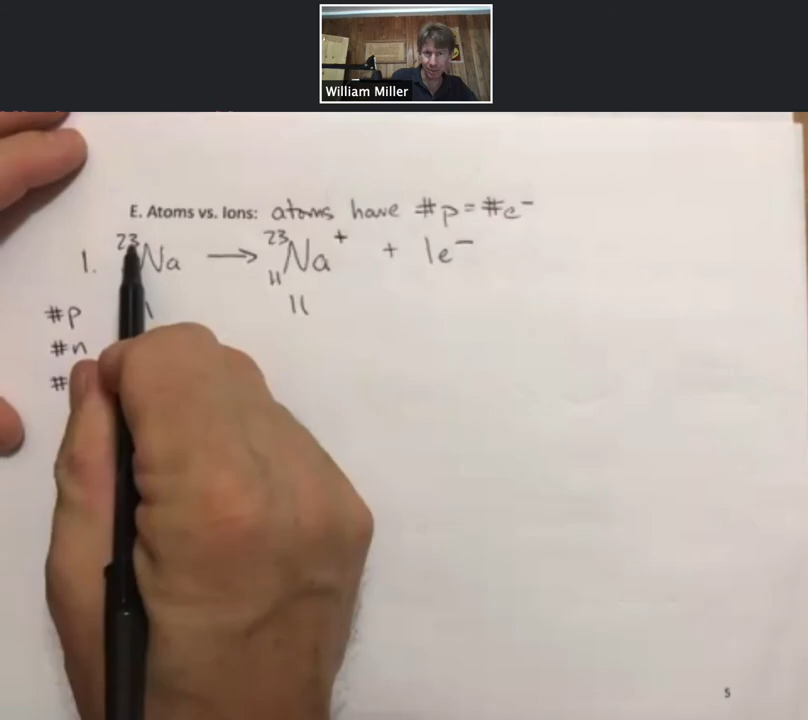 William Miller
E. Atoms vs. Ions: atoms have #p = #e⁻
1. ²³Na → ²³₁₁Na⁺ + 1e⁻
#p 11
#n
#
5